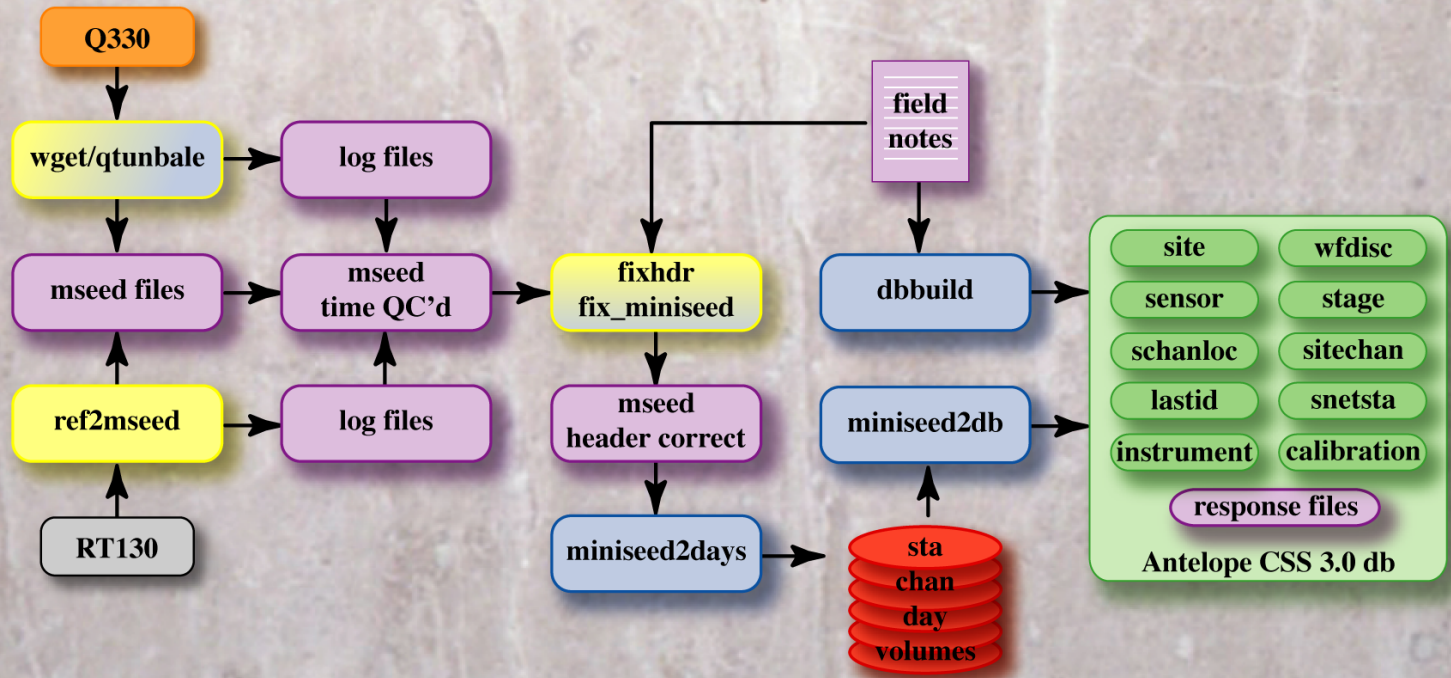 Q330
wget/qtunbale
log files
field
notes
mseed files
mseed
time QC'd
fixhdr
fix_miniseed
dbbuild
ref2mseed
log files
mseed
header correct
miniseed2db
RT130
miniseed2days
sta
chan
day
volumes
site
wfdisc
sensor
stage
schanloc
sitechan
lastid
snetsta
instrument
calibration
response files
Antelope CSS 3.0 db